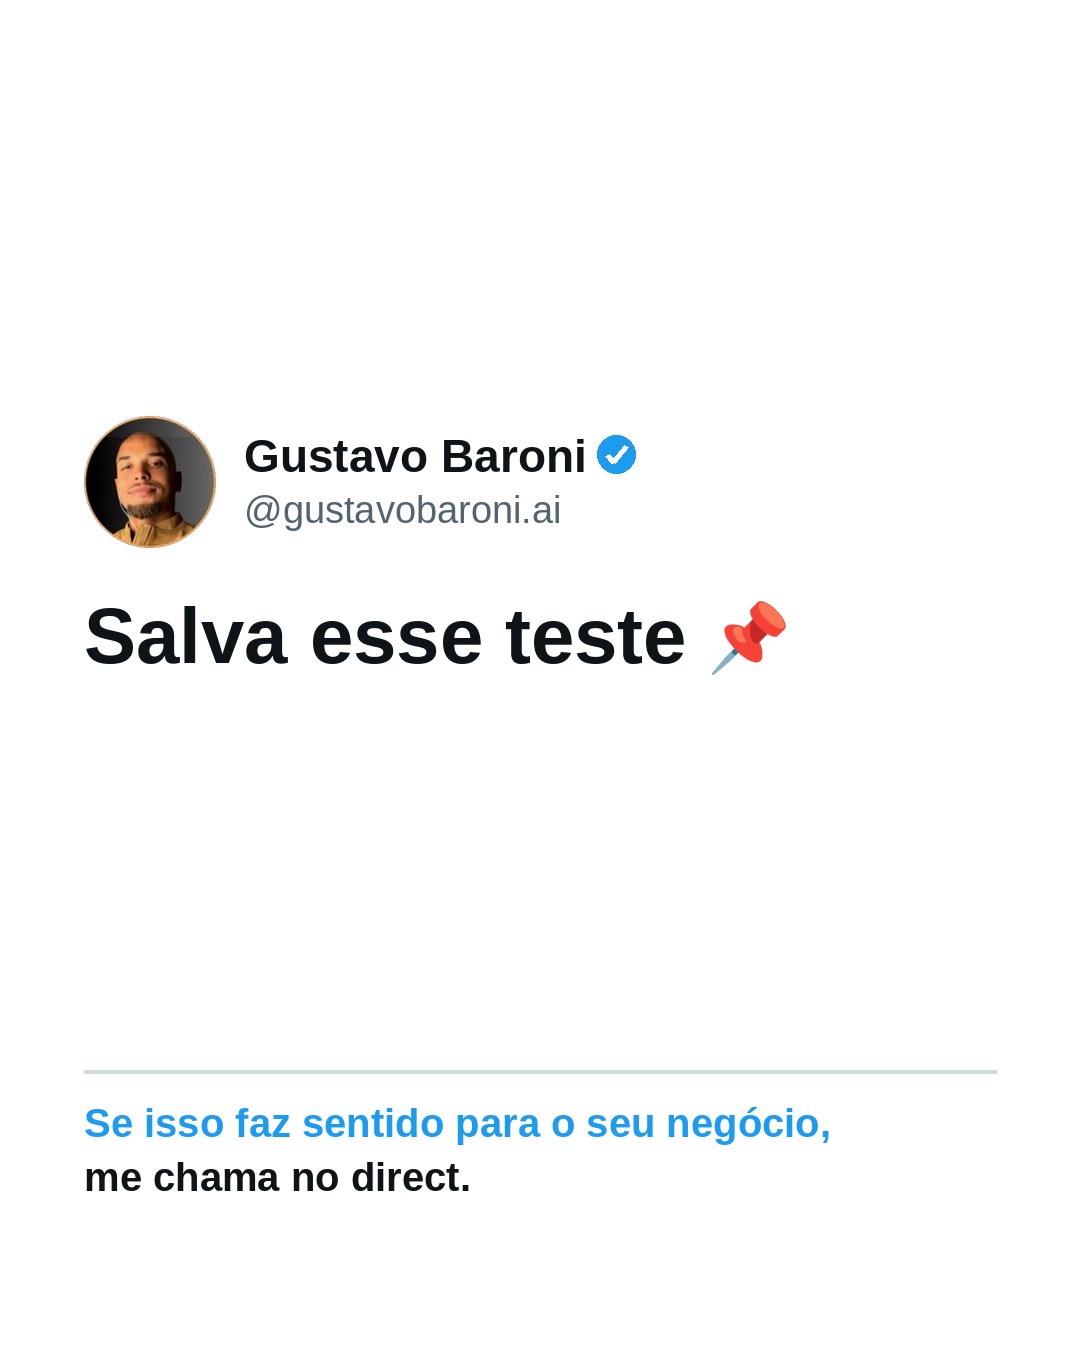 Gustavo Baroni
@gustavobaroni.ai
Salva esse teste 📌
Se isso faz sentido para o seu negócio,
me chama no direct.